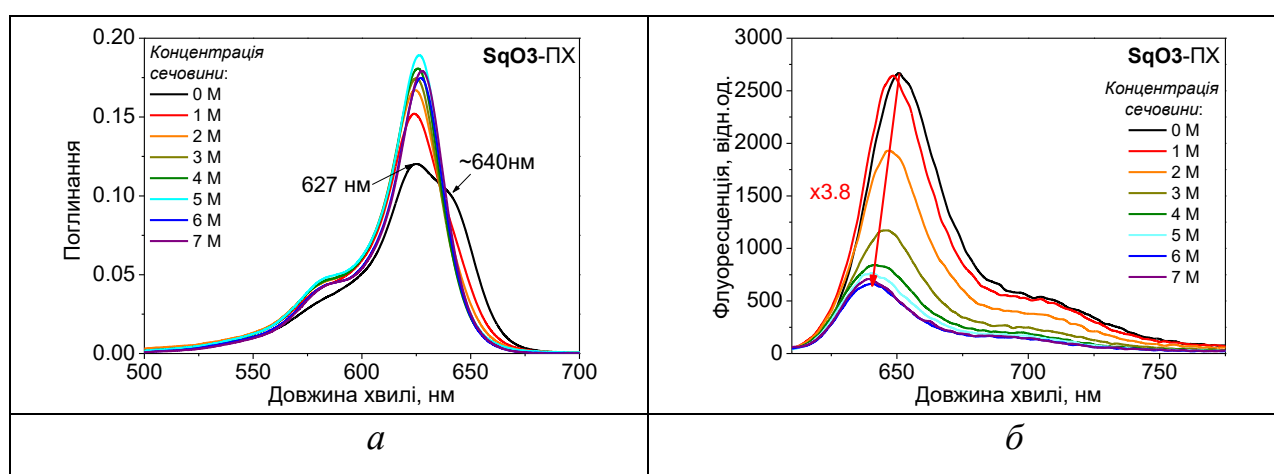 0.20
0.15
0.10
0.05
0.00
Поглинання
500
550
600
650
700
Довжина хвилі, нм
Концентрація
сечовини:
0 M
1 M
2 M
3 M
4 M
5 M
6 M
7 M
SqO3-ПХ
627 нм
~640нм
а
3000
2500
2000
1500
1000
500
0
Флуоресценція, відн.од.
650
700
750
Довжина хвилі, нм
SqO3-ПХ
Концентрація
сечовини:
0 M
1 M
2 M
3 M
4 M
5 M
6 M
7 M
x3.8
б